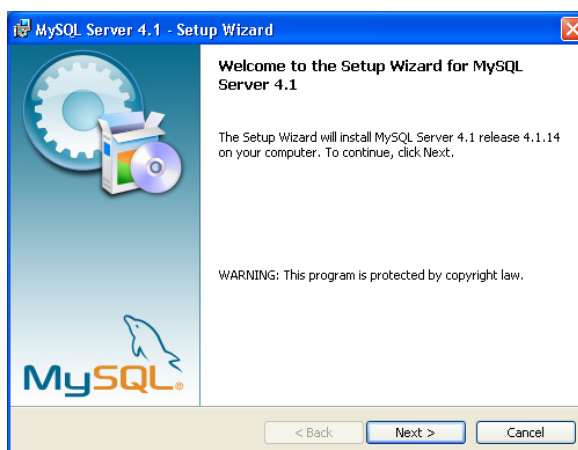 MySQL Server 4.1 - Setup Wizard
Welcome to the Setup Wizard for MySQL
Server 4.1
The Setup Wizard will install MySQL Server 4.1 release 4.1.14
on your computer. To continue, click Next.
WARNING: This program is protected by copyright law.
MySQL®
< Back Next > Cancel